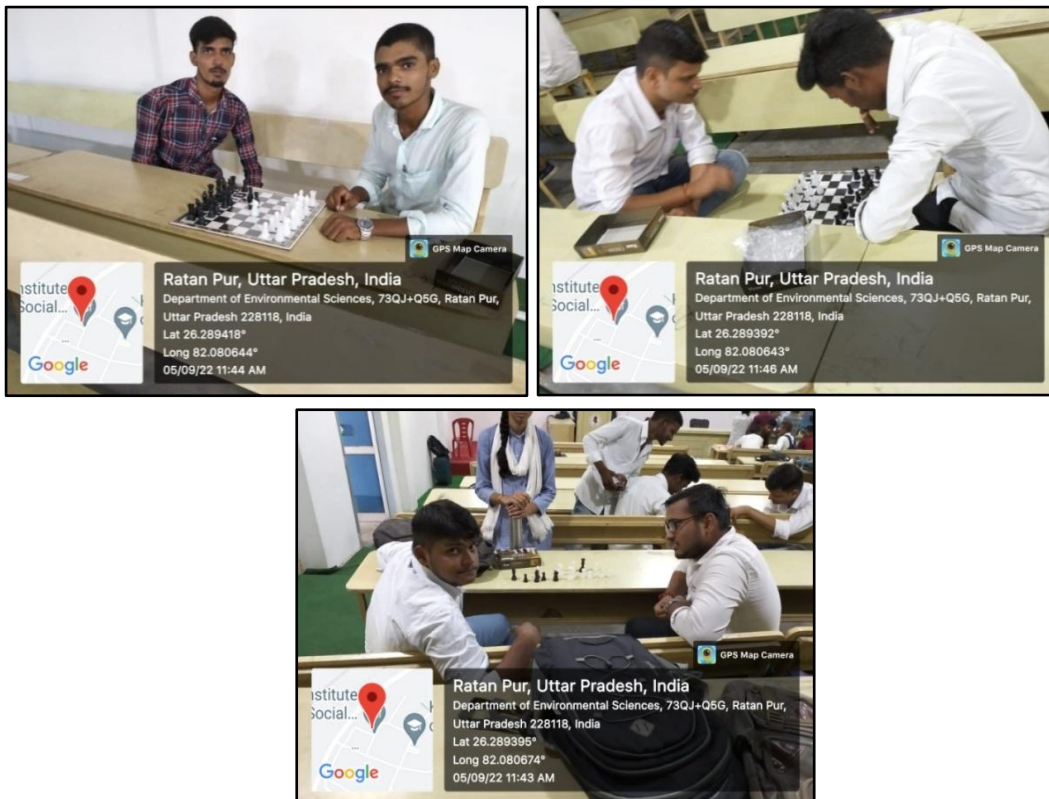 GPS Map Camera
Ratan Pur, Uttar Pradesh, India
Department of Environmental Sciences, 73QJ+Q5G, Ratan Pur,
Uttar Pradesh 228118, India
Lat 26.289418°
Long 82.080644°
05/09/22 11:44 AM
nstitute
Social...
Google
GPS Map Camera
Ratan Pur, Uttar Pradesh, India
Department of Environmental Sciences, 73QJ+Q5G, Ratan Pur,
Uttar Pradesh 228118, India
Lat 26.289392°
Long 82.080643°
05/09/22 11:46 AM
nstitute
Social...
Google
GPS Map Camera
Ratan Pur, Uttar Pradesh, India
Department of Environmental Sciences, 73QJ+Q5G, Ratan Pur,
Uttar Pradesh 228118, India
Lat 26.289395°
Long 82.080674°
05/09/22 11:43 AM
nstitute
Social...
Google